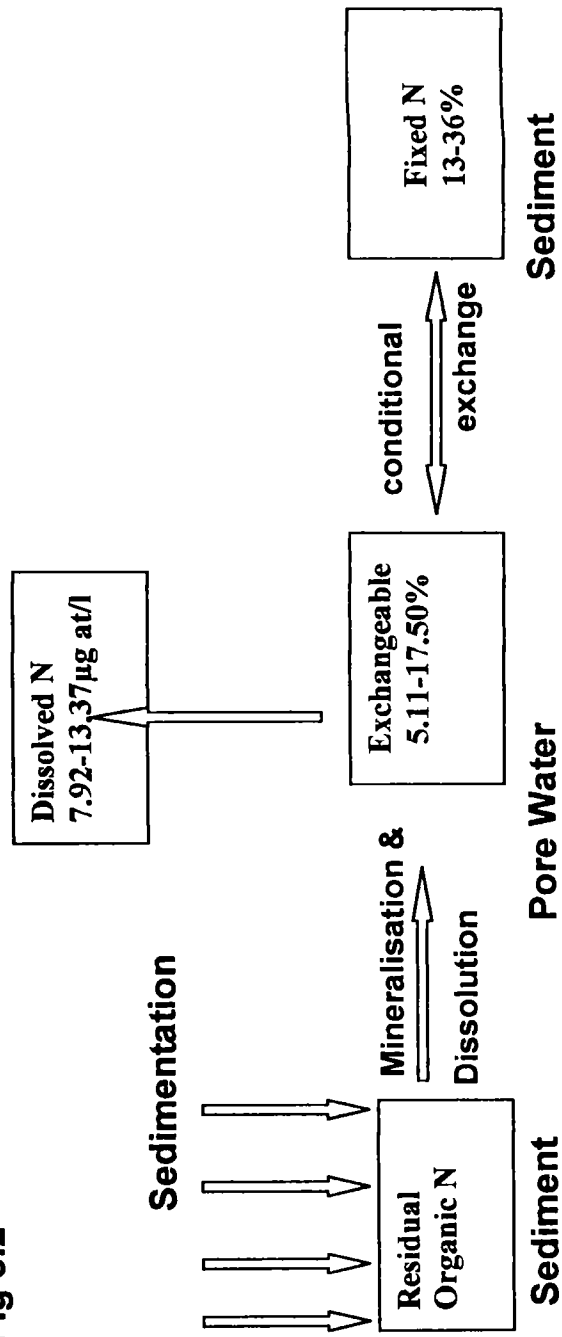 Sedimentation
Dissolved N
7.92-13.37µg at/l
Residual
Organic N
Mineralisation &
Dissolution
Exchangeable
5.11-17.50%
conditional
exchange
Fixed N
13-36%
Sediment
Pore Water
Sediment